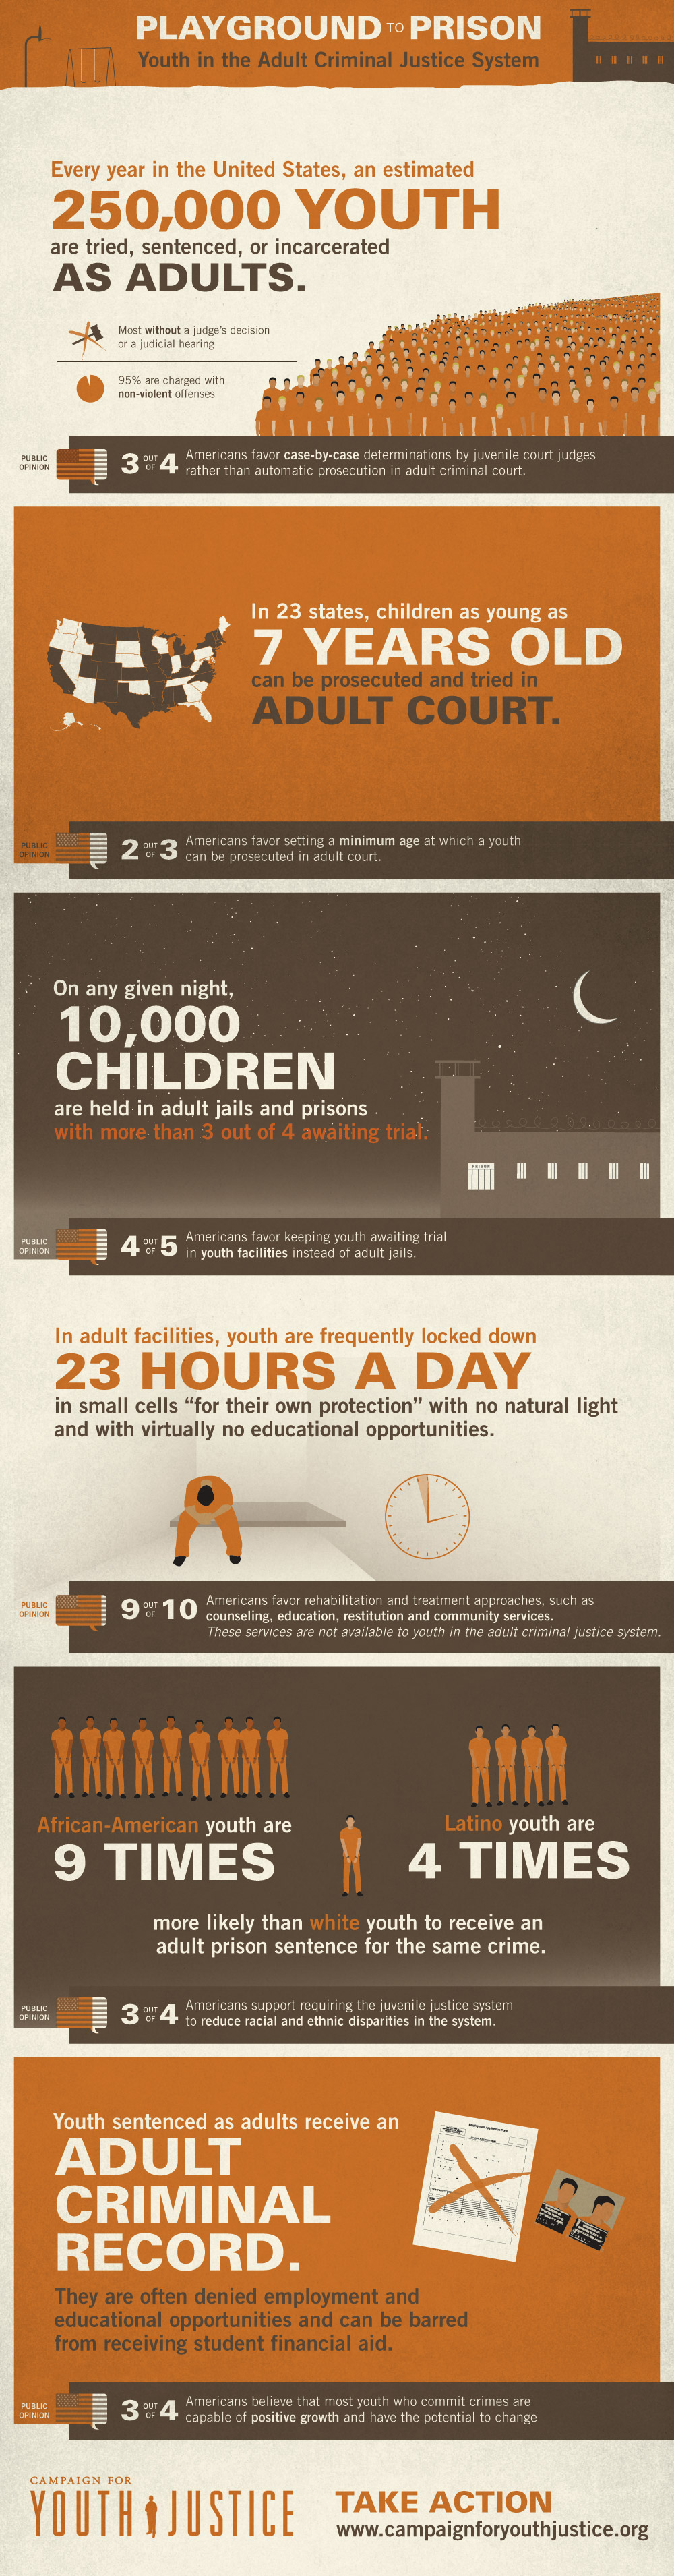 PLAYGROUND TO PRISON
Youth in the Adult Criminal Justice System
Every year in the United States, an estimated
250,000 YOUTH
are tried, sentenced, or incarcerated
AS ADULTS.
Most without a judge's decision
or a judicial hearing
95% are charged with
non-violent offenses
PUBLIC
OPINION
3 OUT OF 4
Americans favor case-by-case determinations by juvenile court judges
rather than automatic prosecution in adult criminal court.
In 23 states, children as young as
7 YEARS OLD
can be prosecuted and tried in
ADULT COURT.
PUBLIC
OPINION
2 OUT OF 3
Americans favor setting a minimum age at which a youth
can be prosecuted in adult court.
On any given night,
10,000
CHILDREN
are held in adult jails and prisons
with more than 3 out of 4 awaiting trial.
PRISON
PUBLIC
OPINION
4 OUT OF 5
Americans favor keeping youth awaiting trial
in youth facilities instead of adult jails.
In adult facilities, youth are frequently locked down
23 HOURS A DAY
in small cells “for their own protection” with no natural light
and with virtually no educational opportunities.
PUBLIC
OPINION
9 OUT OF 10
Americans favor rehabilitation and treatment approaches, such as
counseling, education, restitution and community services.
These services are not available to youth in the adult criminal justice system.
African-American youth are
9 TIMES
Latino youth are
4 TIMES
more likely than white youth to receive an
adult prison sentence for the same crime.
PUBLIC
OPINION
3 OUT OF 4
Americans support requiring the juvenile justice system
to reduce racial and ethnic disparities in the system.
Youth sentenced as adults receive an
ADULT
CRIMINAL
RECORD.
They are often denied employment and
educational opportunities and can be barred
from receiving student financial aid.
PUBLIC
OPINION
3 OUT OF 4
Americans believe that most youth who commit crimes are
capable of positive growth and have the potential to change
CAMPAIGN FOR
YOUTH JUSTICE
TAKE ACTION
www.campaignforyouthjustice.org